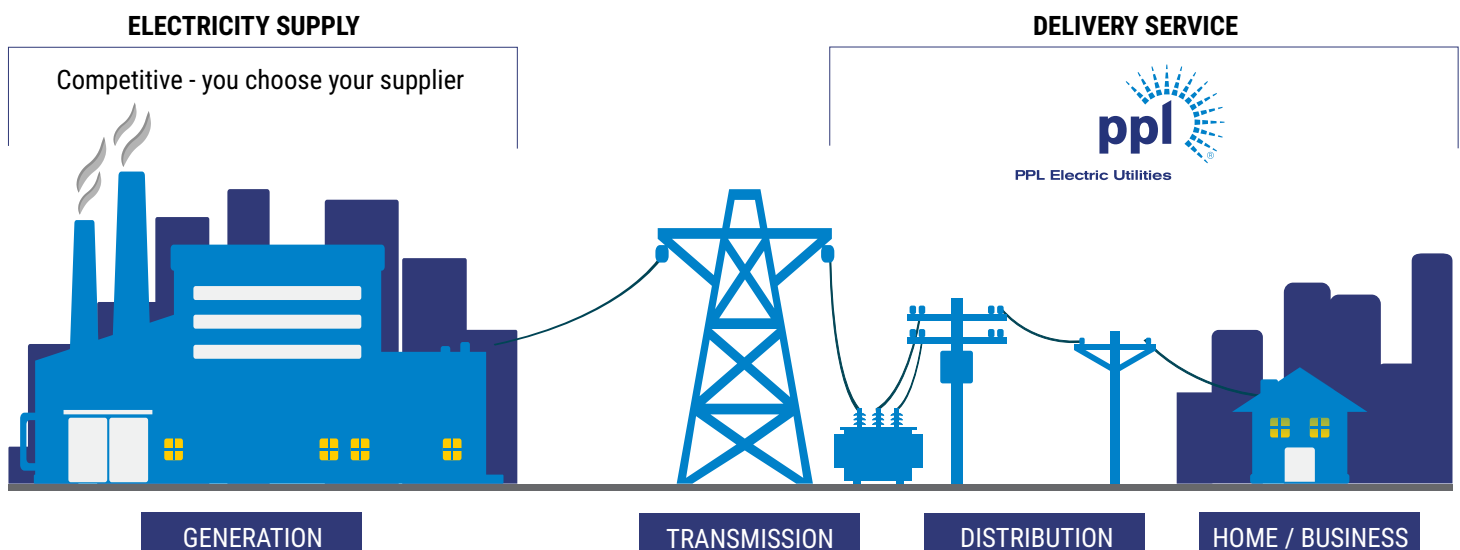 ELECTRICITY SUPPLY
DELIVERY SERVICE
Competitive - you choose your supplier
ppl
®
PPL Electric Utilities
GENERATION
TRANSMISSION
DISTRIBUTION
HOME / BUSINESS